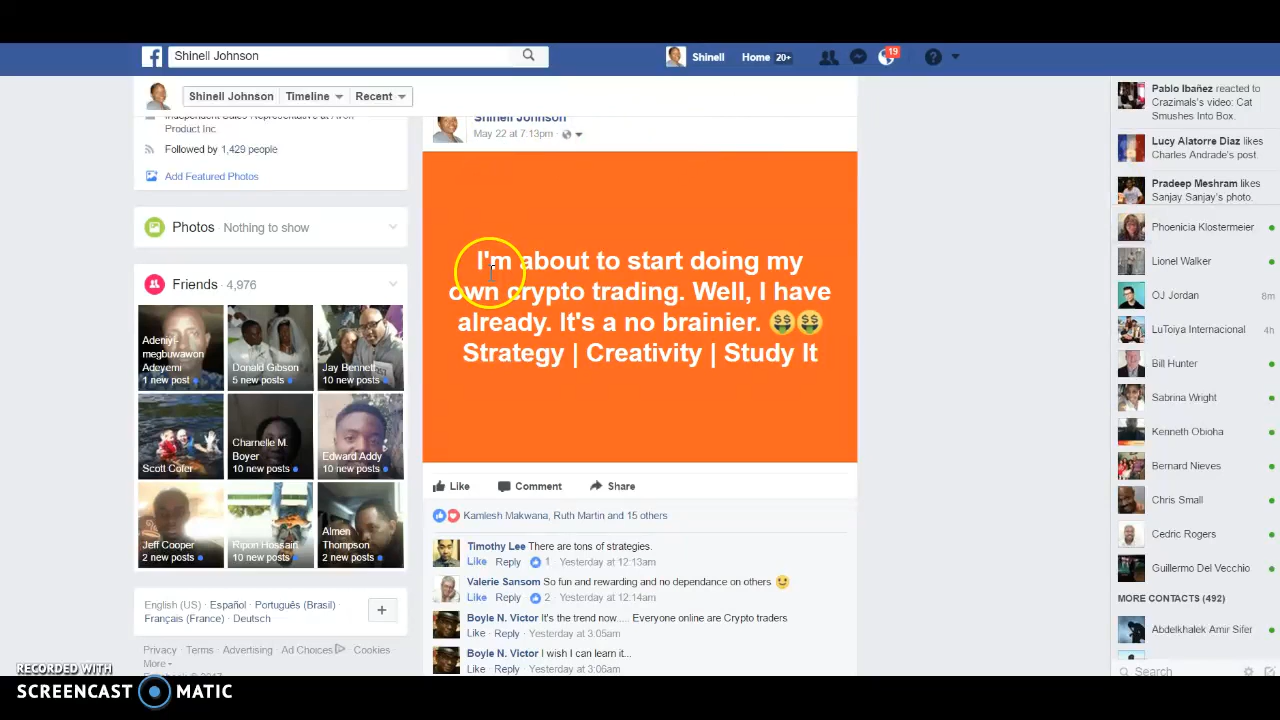 Shinell Johnson
Shinell
Home 20+
19
Shinell Johnson
Timeline
Recent
Independent Sales Representative at Avon
Product Inc.
Followed by 1,429 people
Add Featured Photos
Photos Nothing to show
Friends · 4,976
Adeniyi-
megbuwawon
Adeyemi
1 new post
Donald Gibson
5 new posts
Jay Bennett
10 new posts
Scott Cofer
Charnelle M.
Boyer
10 new posts
Edward Addy
10 new posts
Jeff Cooper
2 new posts
Ripon Hossain
10 new posts
Almen
Thompson
2 new posts
English (US) · Español · Português (Brasil) ·
Français (France) · Deutsch
+
Privacy · Terms · Advertising · Ad Choices · Cookies ·
More
Shinell Johnson
May 22 at 7:13pm ·
I'm about to start doing my
own crypto trading. Well, I have
already. It's a no brainier. 🤑🤑
Strategy | Creativity | Study It
Like Comment Share
Kamlesh Makwana, Ruth Martin and 15 others
Timothy Lee There are tons of strategies.
Like · Reply · 1 · Yesterday at 12:13am
Valerie Sansom So fun and rewarding and no dependance on others 😉
Like · Reply · 2 · Yesterday at 12:14am
Boyle N. Victor It's the trend now..... Everyone online are Crypto traders
Like · Reply · Yesterday at 3:05am
Boyle N. Victor I wish I can learn it...
Like · Reply · Yesterday at 3:06am
Pablo Ibañez reacted to
Crazimals's video: Cat
Smushes Into Box.
Lucy Alatorre Diaz likes
Charles Andrade's post.
Pradeep Meshram likes
Sanjay Sanjay's photo.
Phoenicia Klostermeier
Lionel Walker
OJ Jordan 8m
LuToiya Internacional 4h
Bill Hunter
Sabrina Wright
Kenneth Obioha
Bernard Nieves
Chris Small
Cedric Rogers
Guillermo Del Vecchio
MORE CONTACTS (492)
Abdelkhalek Amir Sifer
Search
RECORDED WITH
SCREENCAST MATIC